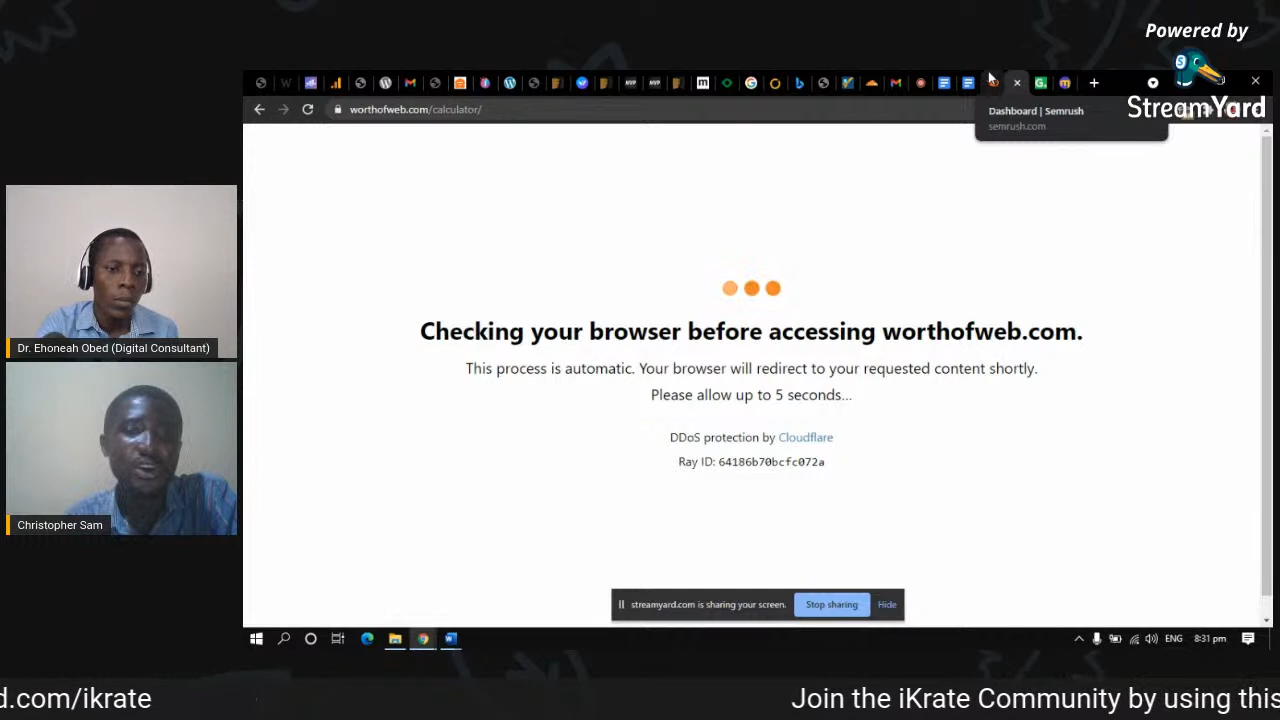 Powered by
StreamYard
worthofweb.com/calculator/
Dashboard | Semrush
semrush.com
Checking your browser before accessing worthofweb.com.
This process is automatic. Your browser will redirect to your requested content shortly.
Please allow up to 5 seconds...
DDoS protection by Cloudflare
Ray ID: 64186b70bcfc072a
Dr. Ehoneah Obed (Digital Consultant)
Christopher Sam
streamyard.com is sharing your screen.
Stop sharing
Hide
ENG
8:31 pm
d.com/ikrate
Join the iKrate Community by using this